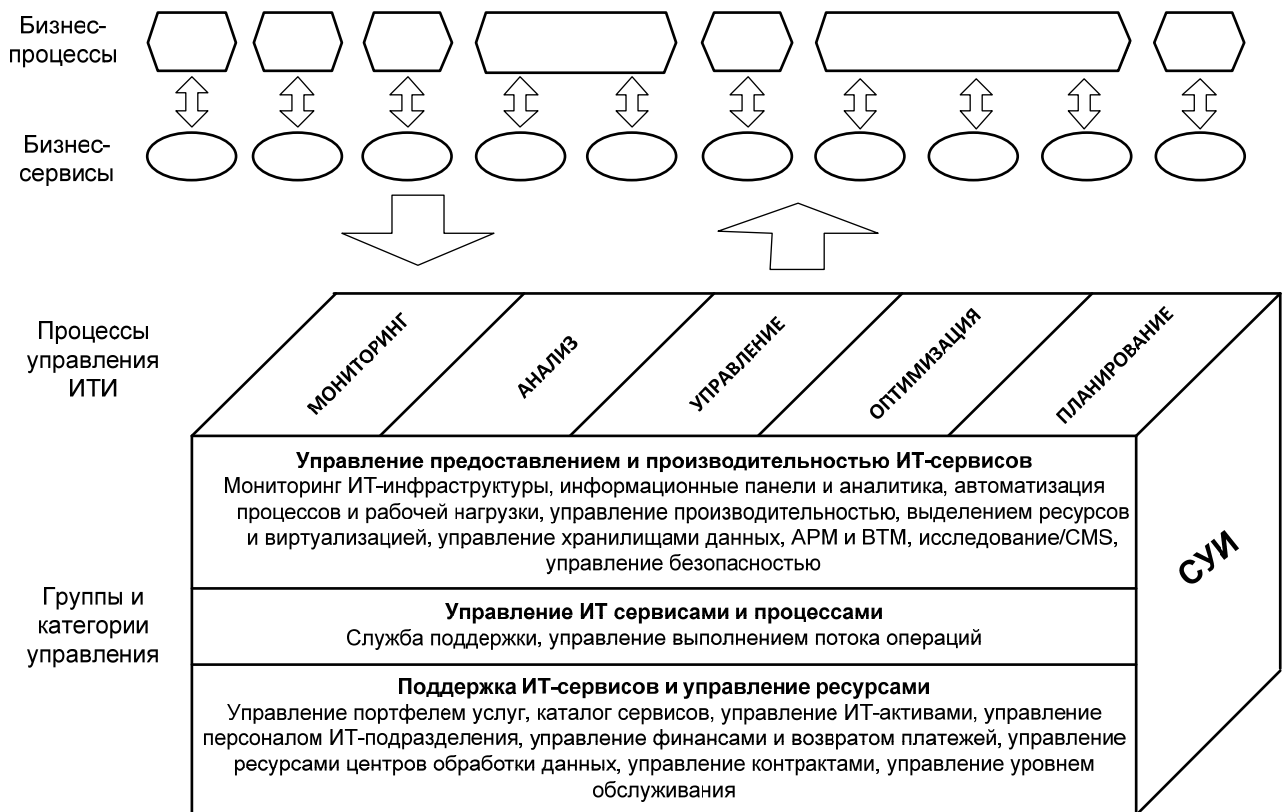 Бизнес-
процессы
Бизнес-
сервисы
Процессы
управления
ИТИ
МОНИТОРИНГ
АНАЛИЗ
УПРАВЛЕНИЕ
ОПТИМИЗАЦИЯ
ПЛАНИРОВАНИЕ
Группы и
категории
управления
Управление предоставлением и производительностью ИТ-сервисов
Мониторинг ИТ-инфраструктуры, информационные панели и аналитика, автоматизация
процессов и рабочей нагрузки, управление производительностью, выделением ресурсов
и виртуализацией, управление хранилищами данных, APM и BTM, исследование/CMS,
управление безопасностью
Управление ИТ сервисами и процессами
Служба поддержки, управление выполнением потока операций
Поддержка ИТ-сервисов и управление ресурсами
Управление портфелем услуг, каталог сервисов, управление ИТ-активами, управление
персоналом ИТ-подразделения, управление финансами и возвратом платежей, управление
ресурсами центров обработки данных, управление контрактами, управление уровнем
обслуживания
СУИ